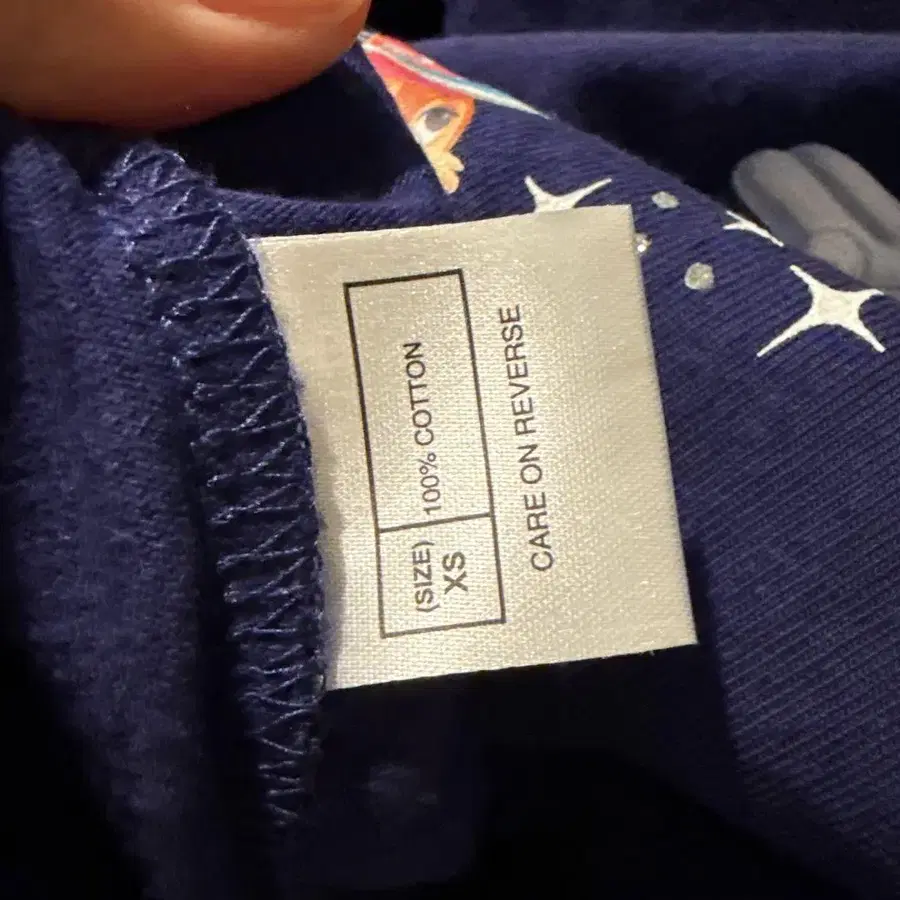 (SIZE)
XS
100% COTTON
CARE ON REVERSE